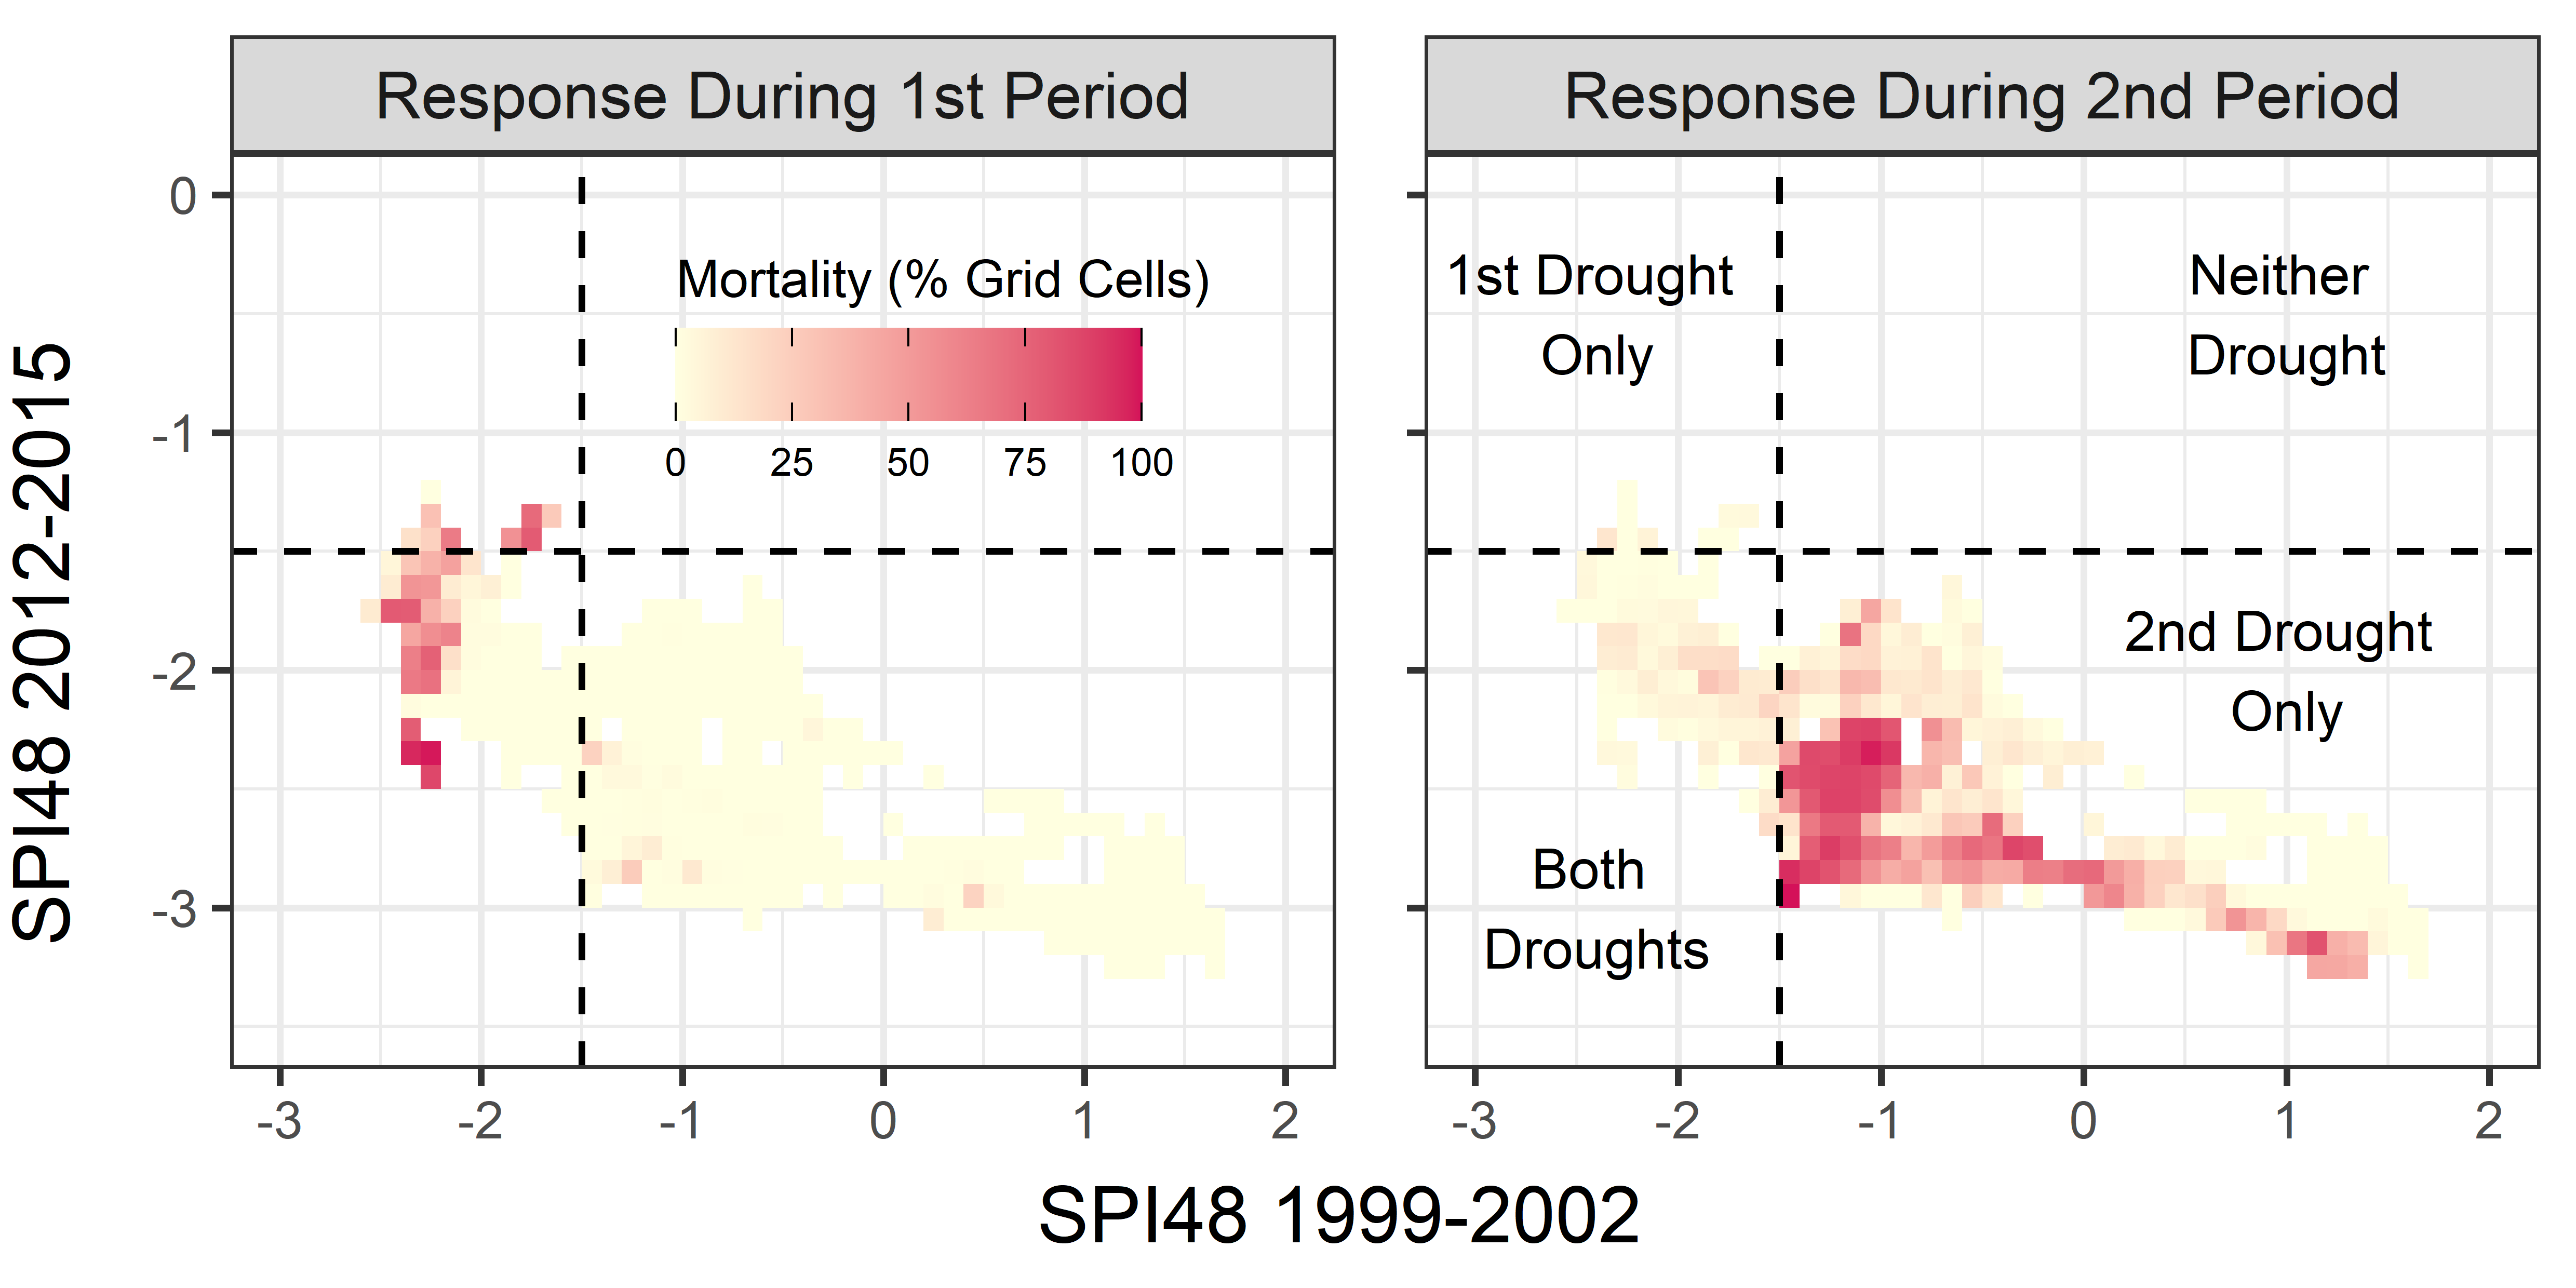 Response During 1st Period
Response During 2nd Period
SPI48 2012-2015
0
-1
-2
-3
Mortality (% Grid Cells)
0 25 50 75 100
1st Drought
Only
Neither
Drought
2nd Drought
Only
Both
Droughts
-3 -2 -1 0 1 2
-3 -2 -1 0 1 2
SPI48 1999-2002